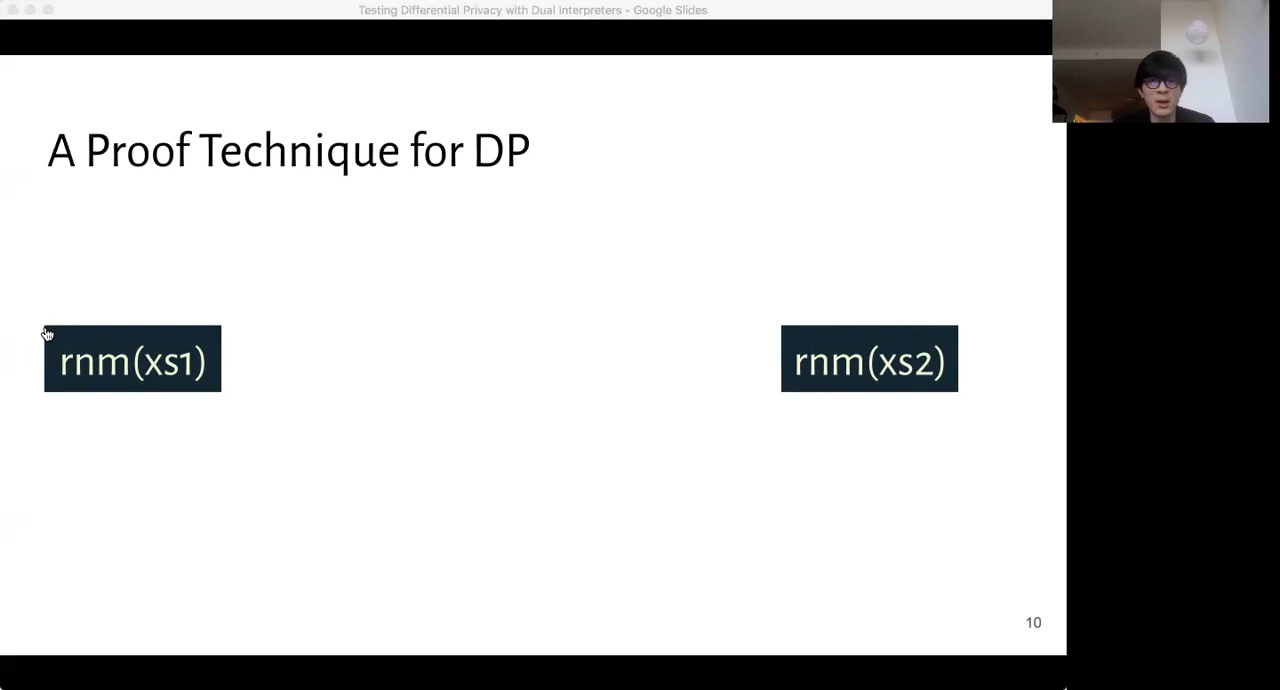 Testing Differential Privacy with Dual Interpreters - Google Slides
A Proof Technique for DP
rnm(xs1)
rnm(xs2)
10